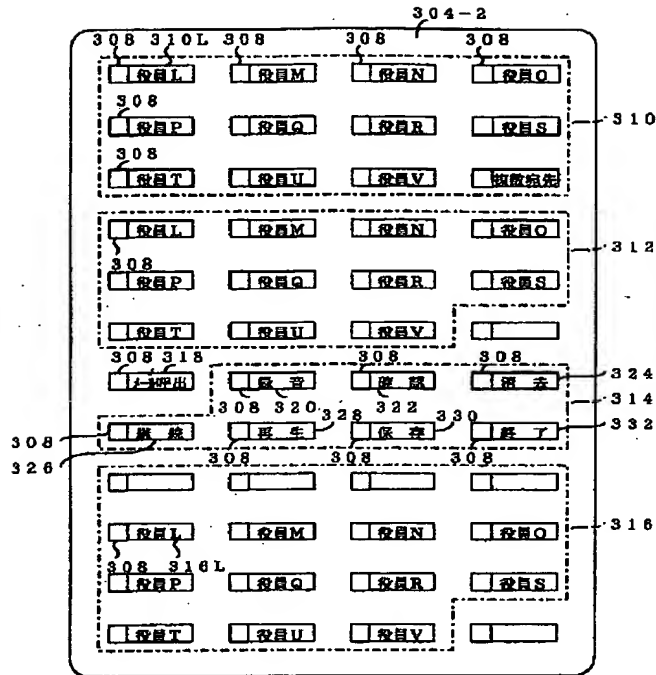 304-2
308 310L 308 308 308
役員L 役員M 役員N 役員O
308
役員P 役員Q 役員R 役員S 310
308
役員T 役員U 役員V 複数宛先
役員L 役員M 役員N 役員O
308 312
役員P 役員Q 役員R 役員S
役員T 役員U 役員V
308 318 308 308
メール呼出 録音 確認 消去 324
308 320 322 314
308 継続 再生 328 保存 330 終了 332
326 308 308 308
役員L 役員M 役員N 役員O 316
308 316L
役員P 役員Q 役員R 役員S
役員T 役員U 役員V